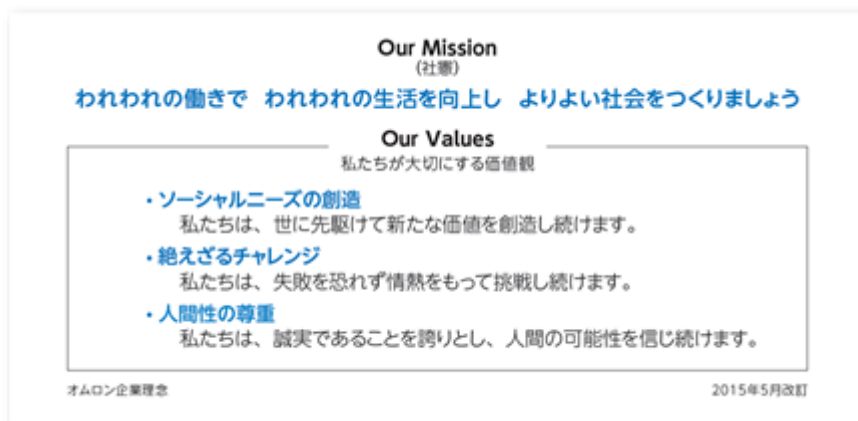 Our Mission
(社憲)
われわれの働きで われわれの生活を向上し よりよい社会をつくりましょう
Our Values
私たちが大切にする価値観
・ソーシャルニーズの創造
私たちは、世に先駆けて新たな価値を創造し続けます。
・絶えざるチャレンジ
私たちは、失敗を恐れず情熱をもって挑戦し続けます。
・人間性の尊重
私たちは、誠実であることを誇りとし、人間の可能性を信じ続けます。
オムロン企業理念
2015年5月改訂